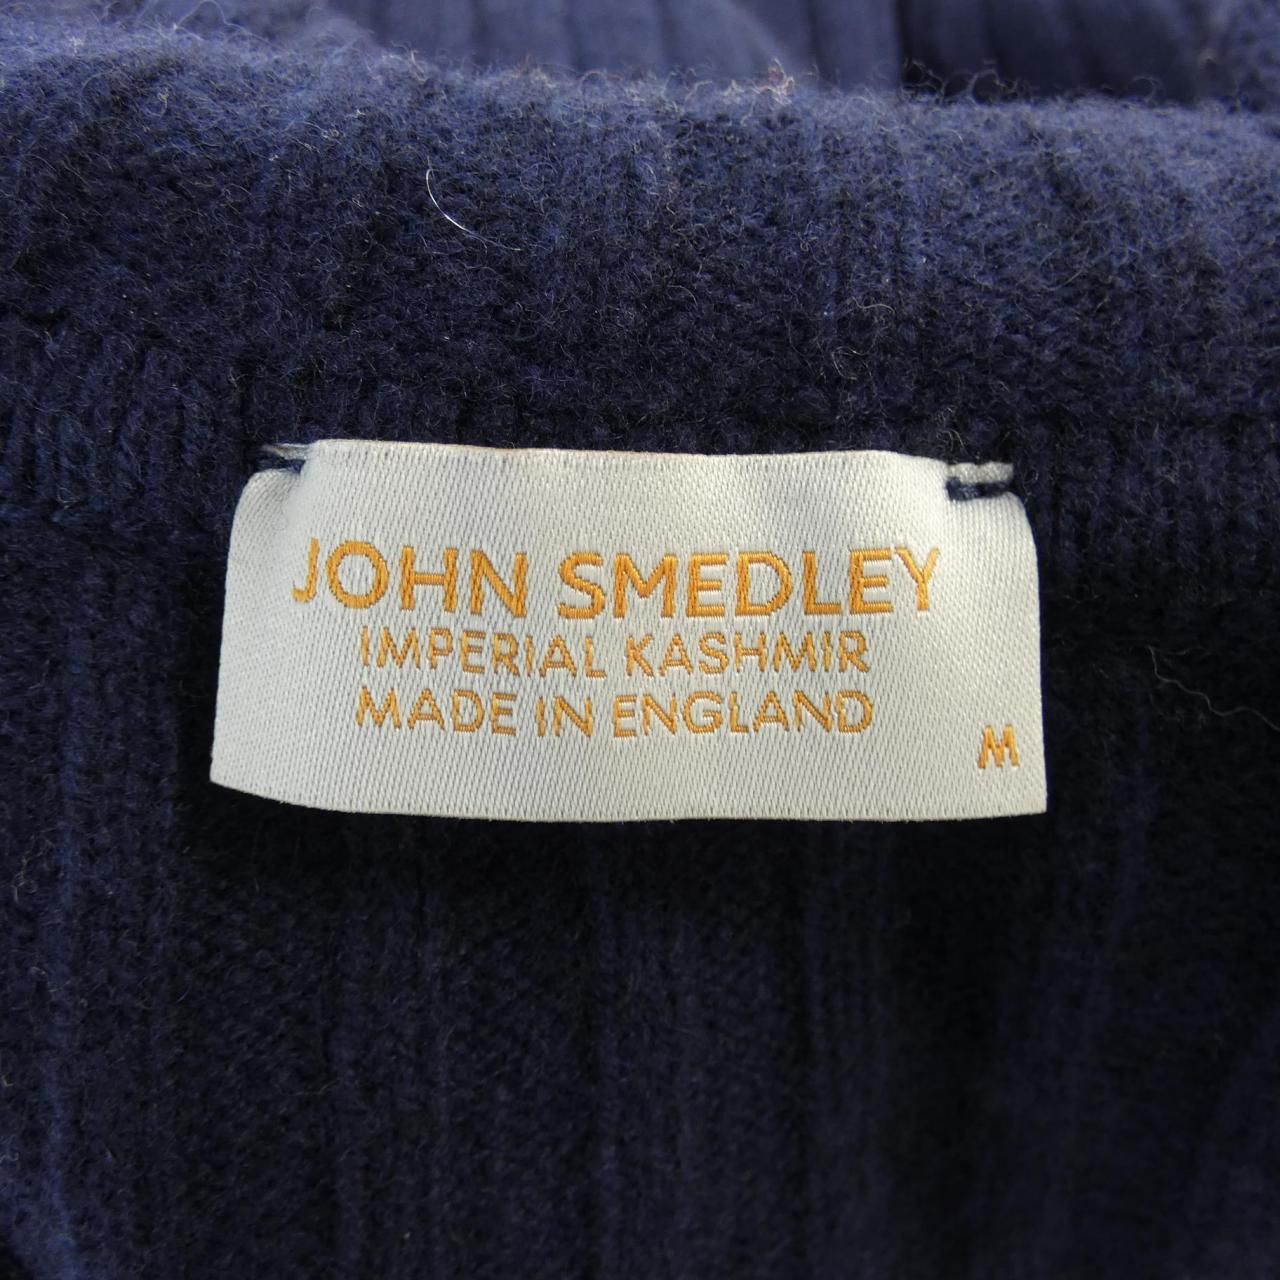 JOHN SMEDLEY
IMPERIAL KASHMIR
MADE IN ENGLAND
M